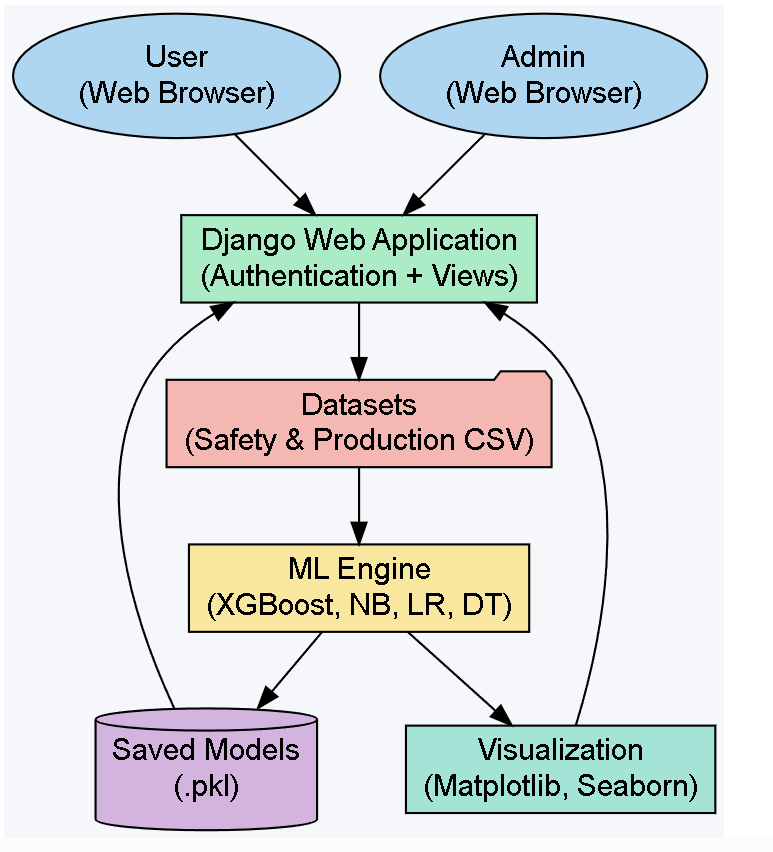 User
(Web Browser)
Admin
(Web Browser)
Django Web Application
(Authentication + Views)
Datasets
(Safety & Production CSV)
ML Engine
(XGBoost, NB, LR, DT)
Saved Models
(.pkl)
Visualization
(Matplotlib, Seaborn)